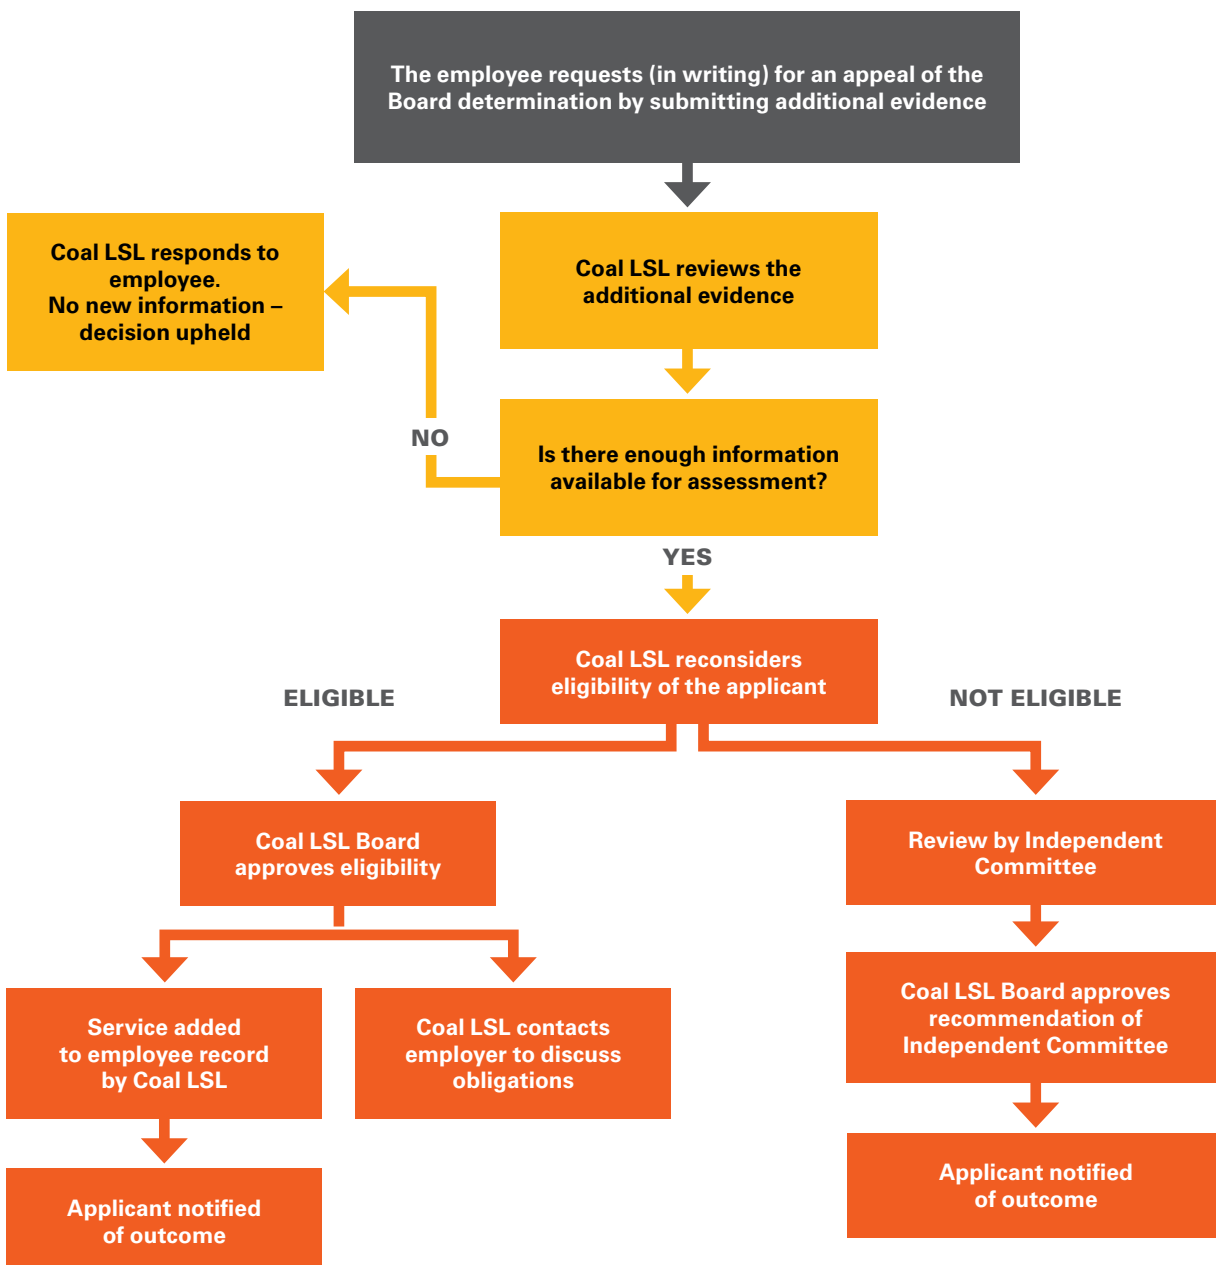 The employee requests (in writing) for an appeal of the
Board determination by submitting additional evidence
Coal LSL responds to
employee.
No new information –
decision upheld
Coal LSL reviews the
additional evidence
NO
Is there enough information
available for assessment?
YES
Coal LSL reconsiders
eligibility of the applicant
ELIGIBLE
NOT ELIGIBLE
Coal LSL Board
approves eligibility
Review by Independent
Committee
Service added
to employee record
by Coal LSL
Coal LSL contacts
employer to discuss
obligations
Coal LSL Board approves
recommendation of
Independent Committee
Applicant notified
of outcome
Applicant notified
of outcome